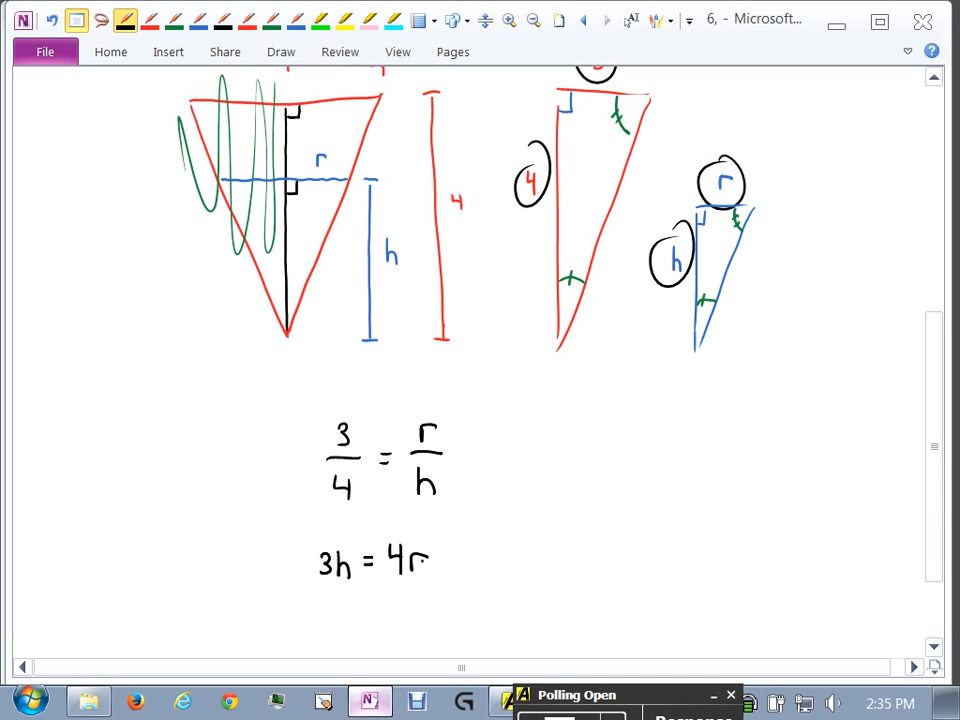 6, - Microsoft...
File Home Insert Share Draw Review View Pages
r
h
4
4
r
h
3/4 = r/h
3h = 4r
2:35 PM
Polling Open